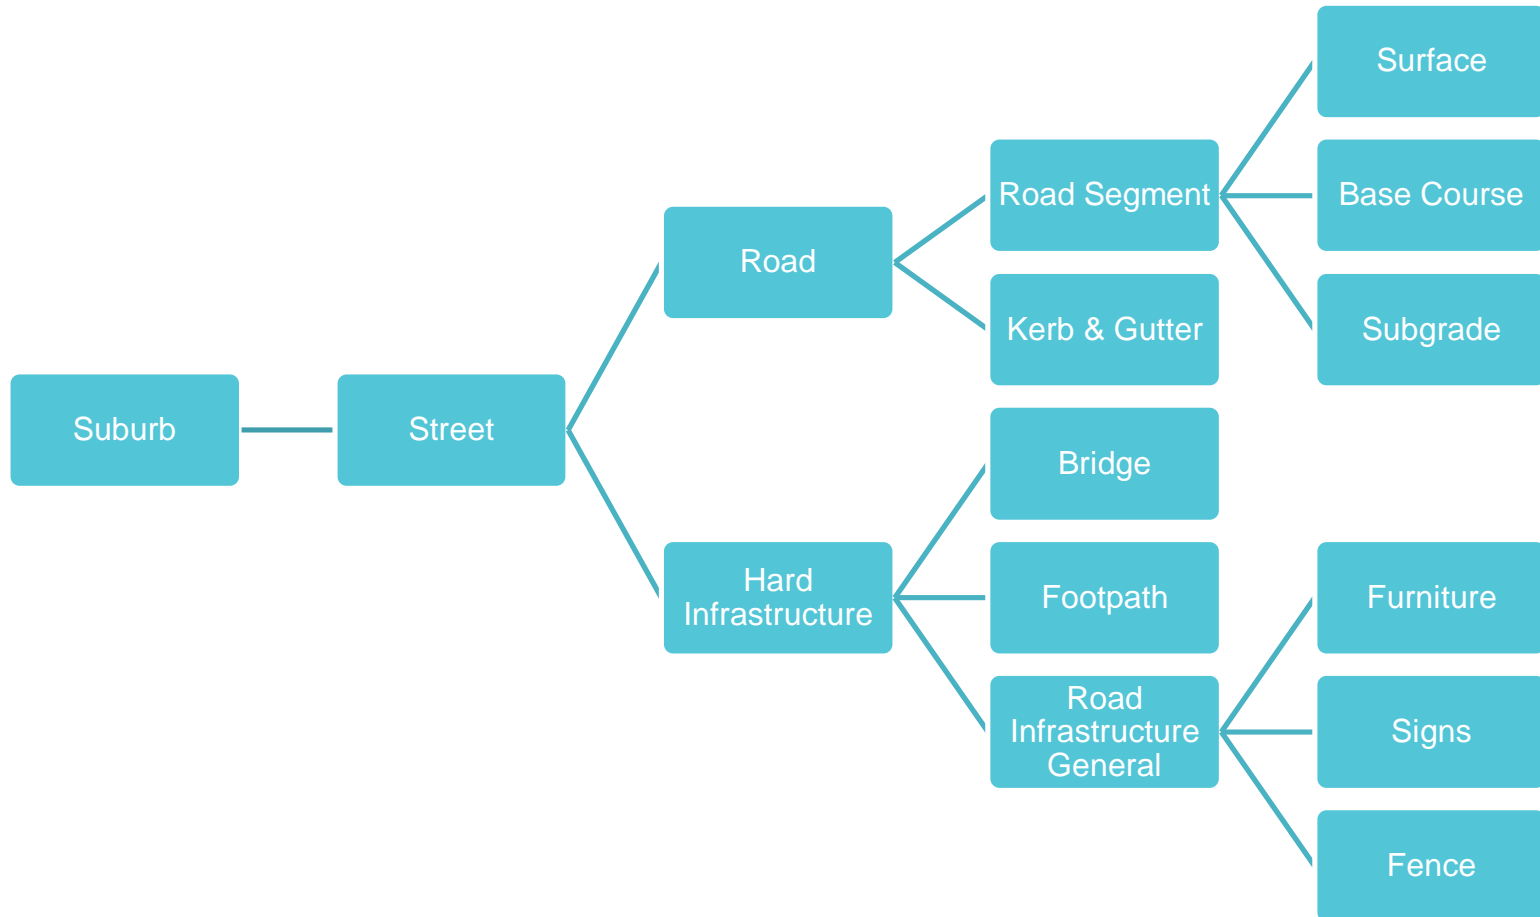 Suburb
Street
Road
Road Segment
Surface
Base Course
Subgrade
Kerb & Gutter
Hard
Infrastructure
Bridge
Footpath
Road
Infrastructure
General
Furniture
Signs
Fence